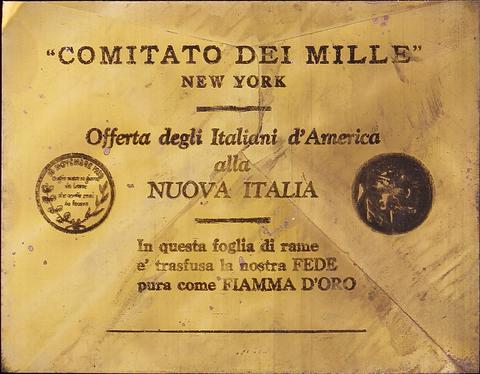 "COMITATO DEI MILLE"
NEW YORK
Offerta degli Italiani d'America
alla
NUOVA ITALIA
In questa foglia di rame
e' trasfusa la nostra FEDE
pura come FIAMMA D'ORO